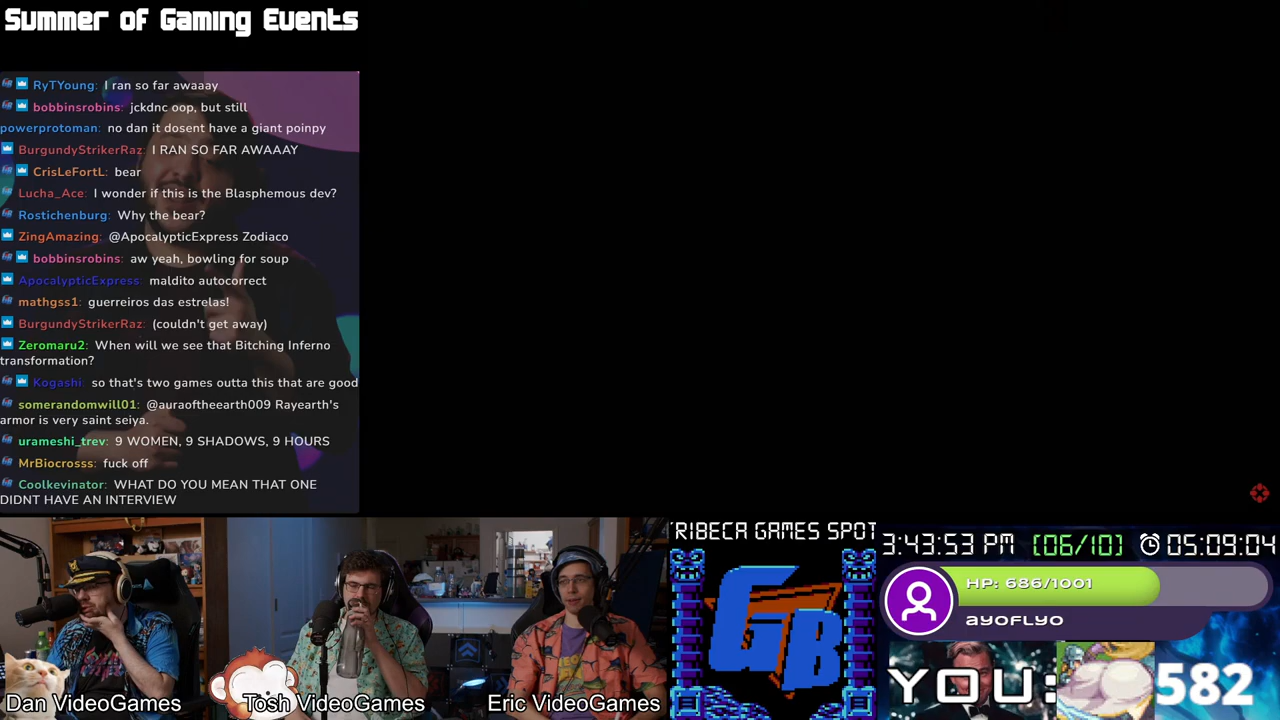 Summer of Gaming Events
RyTYoung: I ran so far awaaay
bobbinsrobins: jckdnc oop, but still
powerprotoman: no dan it dosent have a giant poinpy
BurgundyStrikerRaz: I RAN SO FAR AWAAAY
CrisLeFortL: bear
Lucha_Ace: I wonder if this is the Blasphemous dev?
Rostichenburg: Why the bear?
ZingAmazing: @ApocalypticExpress Zodiaco
bobbinsrobins: aw yeah, bowling for soup
ApocalypticExpress: maldito autocorrect
mathgss1: guerreiros das estrelas!
BurgundyStrikerRaz: (couldn't get away)
Zeromaru2: When will we see that Bitching Inferno
transformation?
Kogashi: so that's two games outta this that are good
somerandomwill01: @auraoftheearth009 Rayearth's
armor is very saint seiya.
urameshi_trev: 9 WOMEN, 9 SHADOWS, 9 HOURS
MrBiocrosss: fuck off
Coolkevinator: WHAT DO YOU MEAN THAT ONE
DIDNT HAVE AN INTERVIEW
Dan VideoGames
Tosh VideoGames
Eric VideoGames
RIBECA GAMES SPOT
GB
3:43:53 PM [06/10] 05:09:04
HP: 686/1001
ayoflyo
YOU: 582